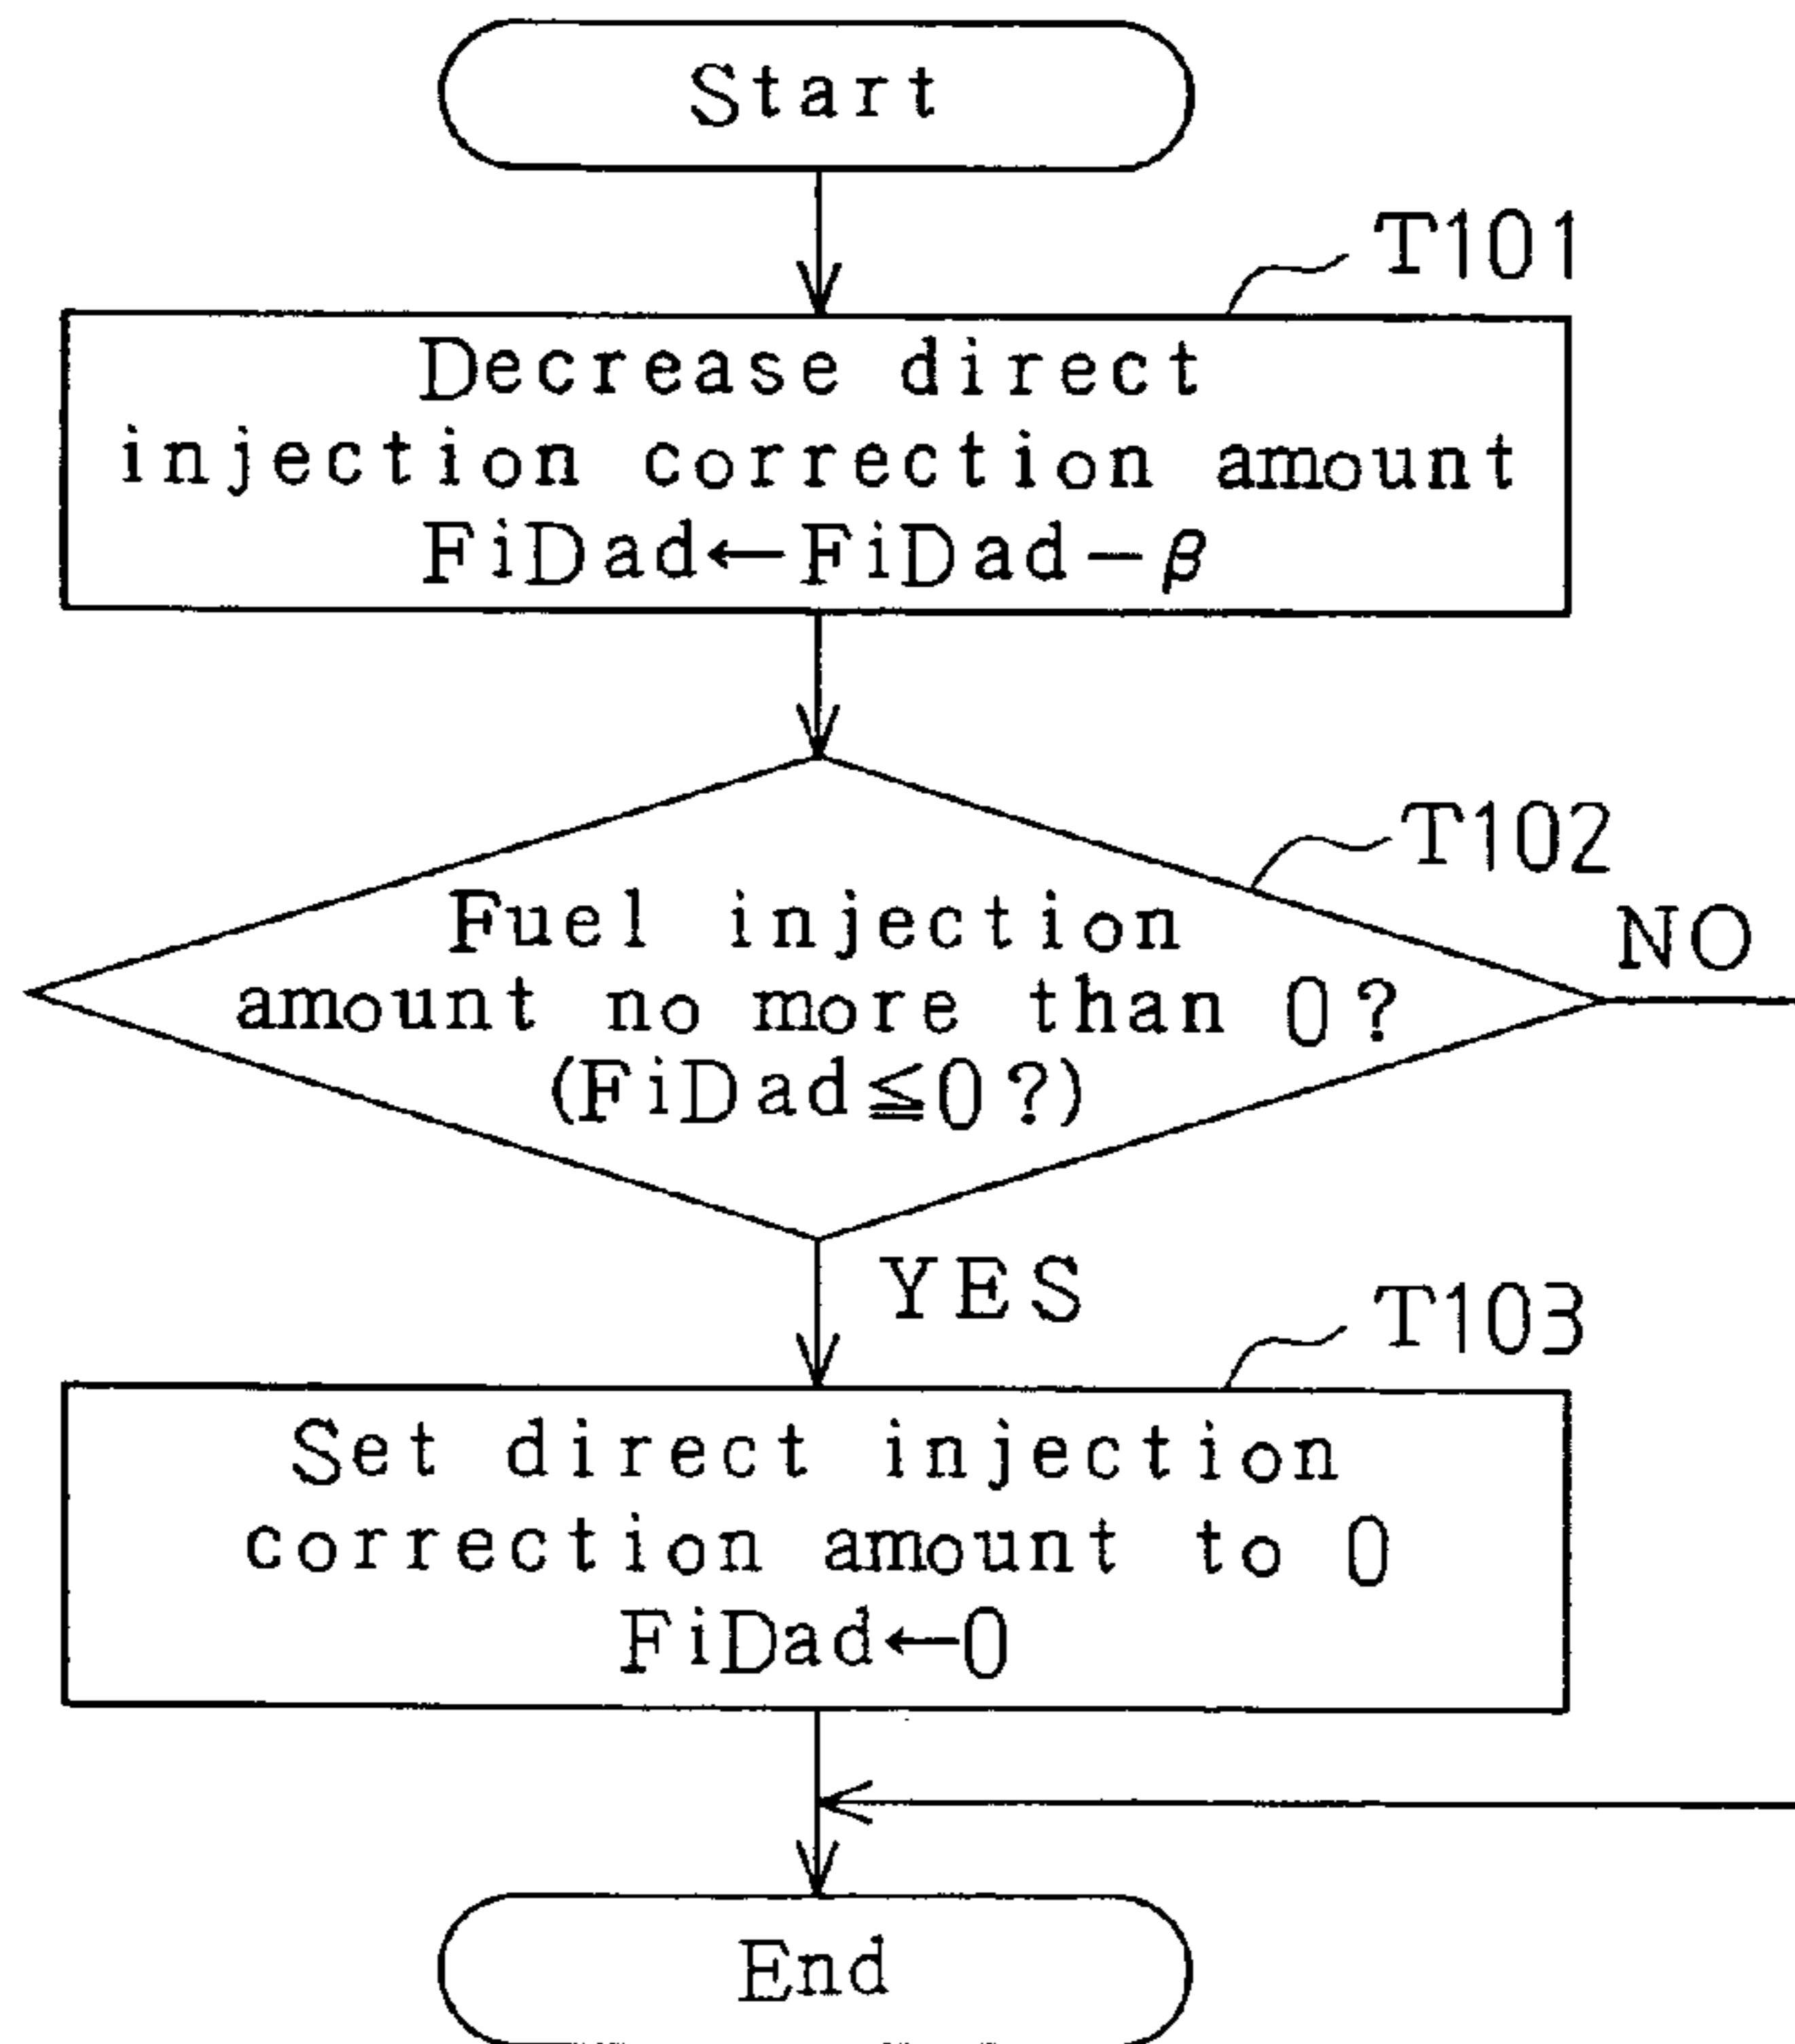 Start
T101
Decrease direct
injection correction amount
FiDad←FiDad−β
T102
Fuel injection
amount no more than 0?
(FiDad≦0?)
NO
YES
T103
Set direct injection
correction amount to 0
FiDad←0
End